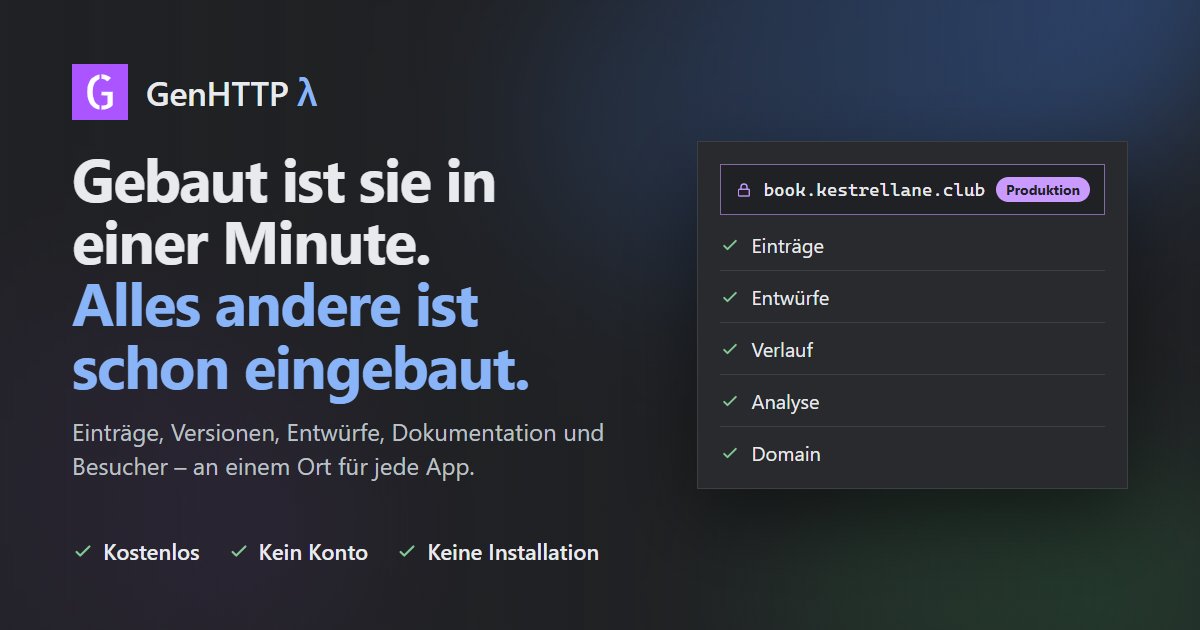 GenHTTP λ
Gebaut ist sie in
einer Minute.
Alles andere ist
schon eingebaut.
Einträge, Versionen, Entwürfe, Dokumentation und
Besucher – an einem Ort für jede App.
Kostenlos
Kein Konto
Keine Installation
book.kestrellane.club Produktion
Einträge
Entwürfe
Verlauf
Analyse
Domain